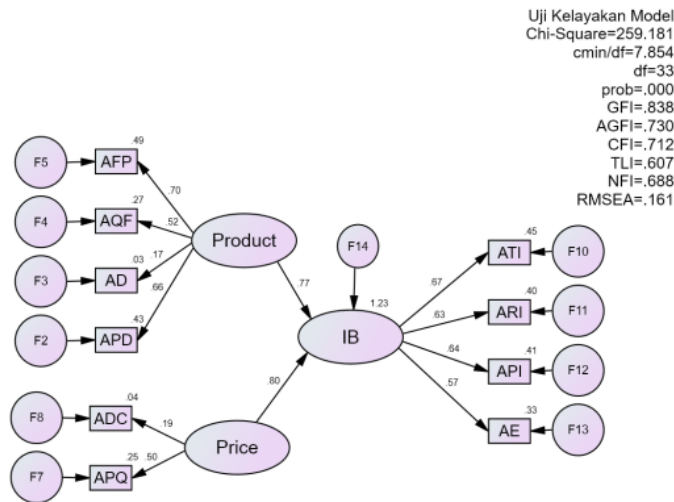 Uji Kelayakan Model
Chi-Square=259.181
cmin/df=7.854
df=33
prob=.000
GFI=.838
AGFI=.730
CFI=.712
TLI=.607
NFI=.688
RMSEA=.161
.49
F5
AFP
.70
.27
F4
AQF
.52
Product
F14
.45
ATI
F10
.03
.17
F3
AD
.66
.77
.67
.43
F2
APD
1.23
IB
.40
.63
ARI
F11
.41
.64
API
F12
.80
.04
F8
ADC
.19
.57
.33
AE
F13
Price
.25
.50
F7
APQ